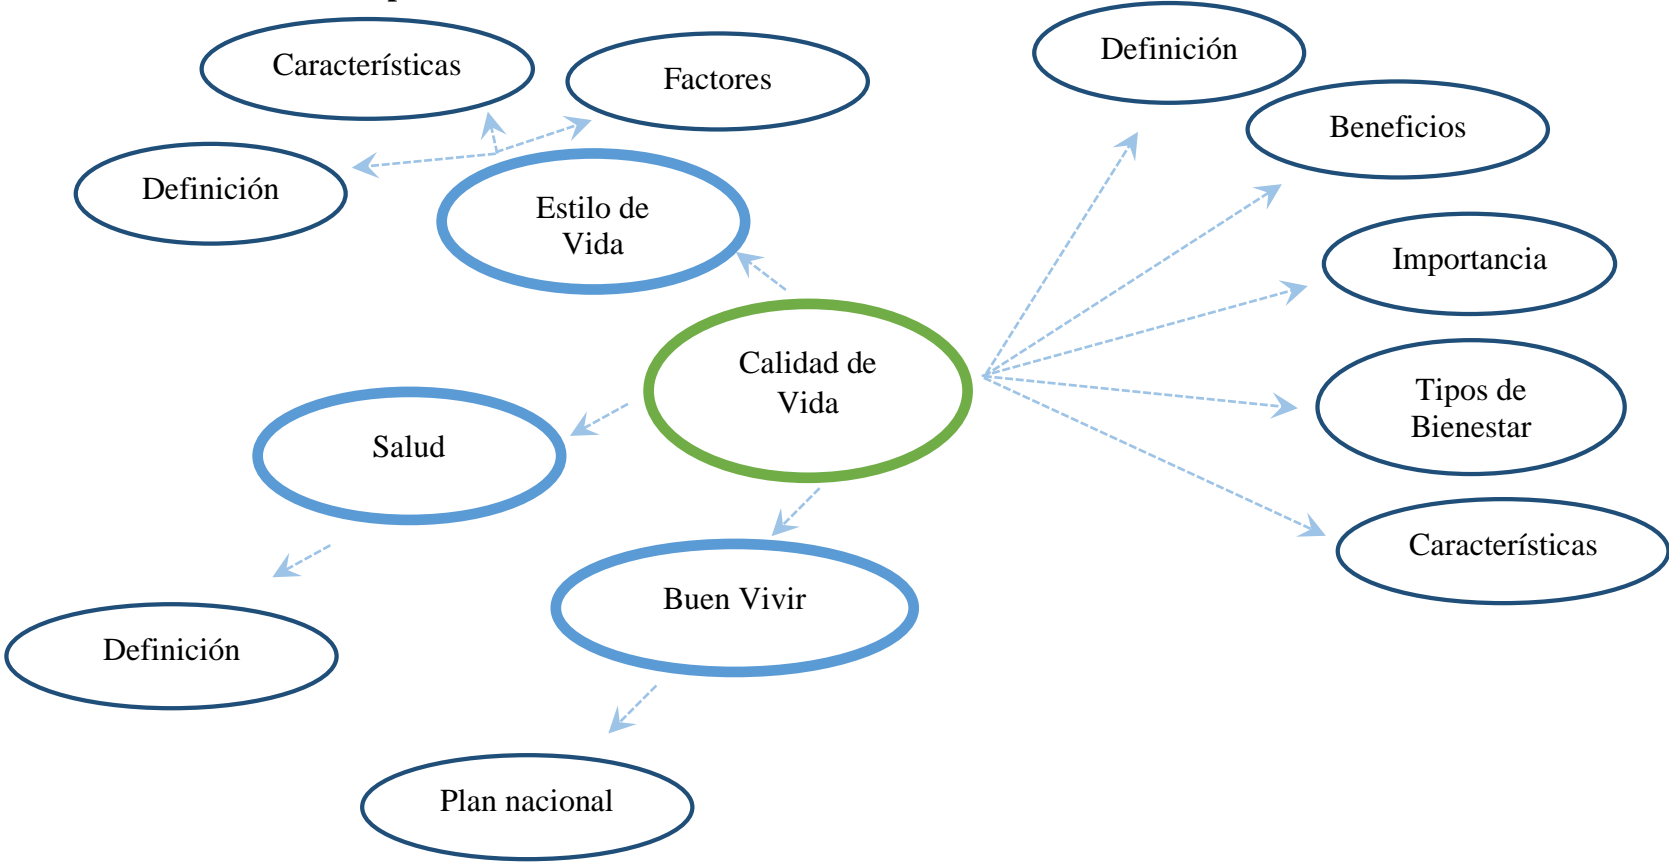 Características
Factores
Definición
Estilo de
Vida
Definición
Beneficios
Importancia
Tipos de
Bienestar
Características
Calidad de
Vida
Salud
Definición
Buen Vivir
Plan nacional